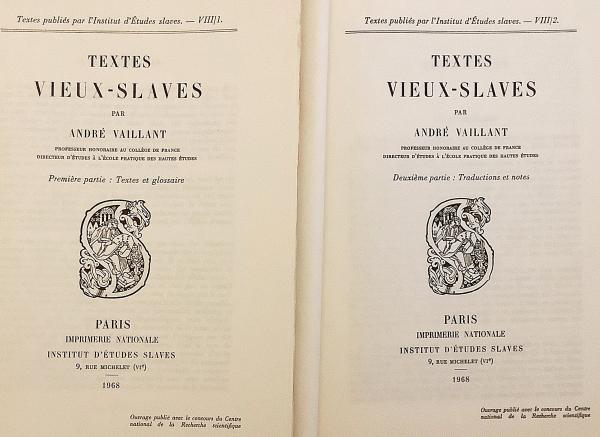 Textes publiés par l'Institut d'Études slaves. — VIII/1.
TEXTES
VIEUX-SLAVES
PAR
ANDRÉ VAILLANT
PROFESSEUR HONORAIRE AU COLLÈGE DE FRANCE
DIRECTEUR D'ÉTUDES À L'ÉCOLE PRATIQUE DES HAUTES ÉTUDES
Première partie : Textes et glossaire
PARIS
IMPRIMERIE NATIONALE
INSTITUT D'ÉTUDES SLAVES
9, RUE MICHELET (VIe)
1968
Ouvrage publié avec le concours du Centre
national de la Recherche scientifique
Textes publiés par l'Institut d'Études slaves. — VIII/2.
TEXTES
VIEUX-SLAVES
PAR
ANDRÉ VAILLANT
PROFESSEUR HONORAIRE AU COLLÈGE DE FRANCE
DIRECTEUR D'ÉTUDES À L'ÉCOLE PRATIQUE DES HAUTES ÉTUDES
Deuxième partie : Traductions et notes
PARIS
IMPRIMERIE NATIONALE
INSTITUT D'ÉTUDES SLAVES
9, RUE MICHELET (VIe)
1968
Ouvrage publié avec le concours du Centre
national de la Recherche scientifique